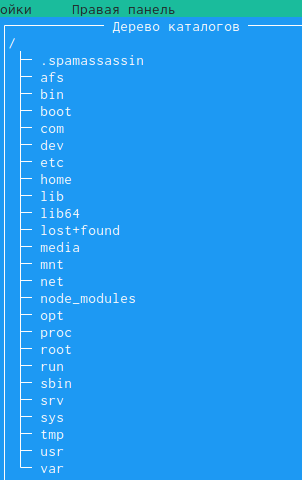 ойки Правая панель
Дерево каталогов
/
.spamassassin
afs
bin
boot
com
dev
etc
home
lib
lib64
lost+found
media
mnt
net
node_modules
opt
proc
root
run
sbin
srv
sys
tmp
usr
var